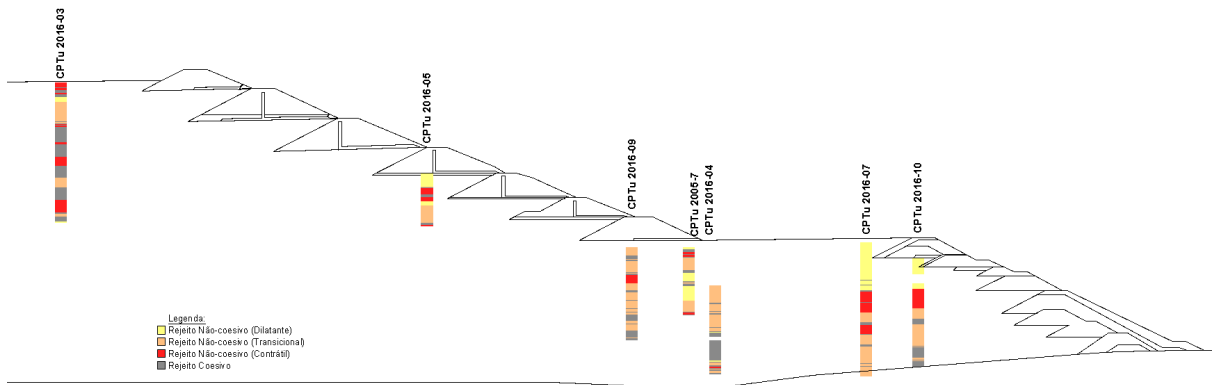 CPTu 2016-03
CPTu 2016-05
CPTu 2016-09
CPTu 2005-7
CPTu 2016-04
CPTu 2016-07
CPTu 2016-10
Legenda:
Rejeito Não-coesivo (Dilatante)
Rejeito Não-coesivo (Transicional)
Rejeito Não-coesivo (Contrátil)
Rejeito Coesivo